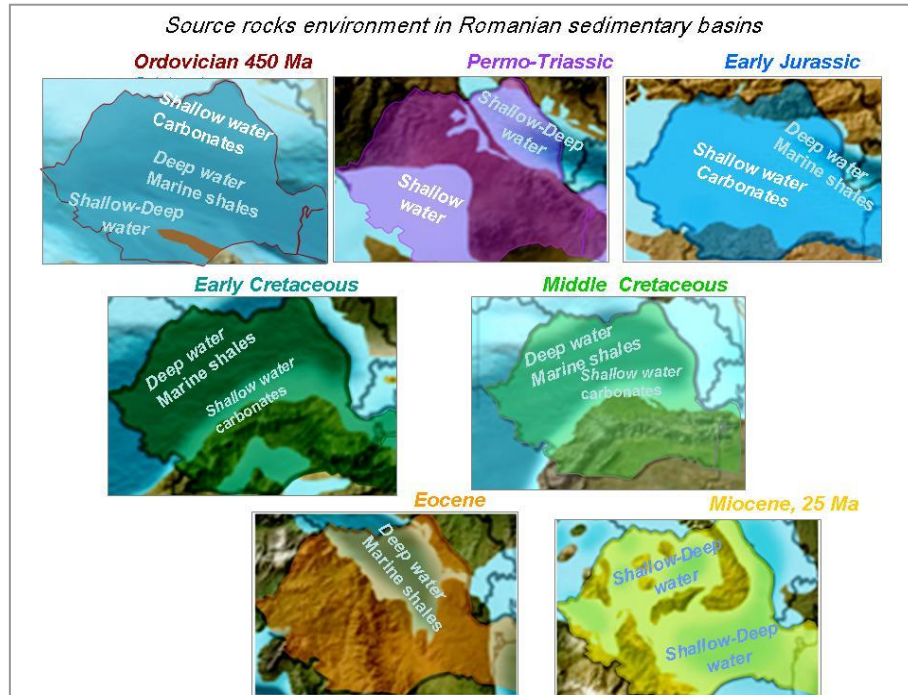 Source rocks environment in Romanian sedimentary basins
Ordovician 450 Ma
Shallow water
Carbonates
Deep water
Marine shales
Shallow-Deep
water
Permo-Triassic
Shallow-Deep
water
Shallow
water
Early Jurassic
Deep water
Marine shales
Shallow water
Carbonates
Early Cretaceous
Deep water
Marine shales
Shallow water
carbonates
Middle Cretaceous
Deep water
Marine shales
Shallow water
carbonates
Eocene
Deep water
Marine shales
Miocene, 25 Ma
Shallow-Deep
water
Shallow-Deep
water